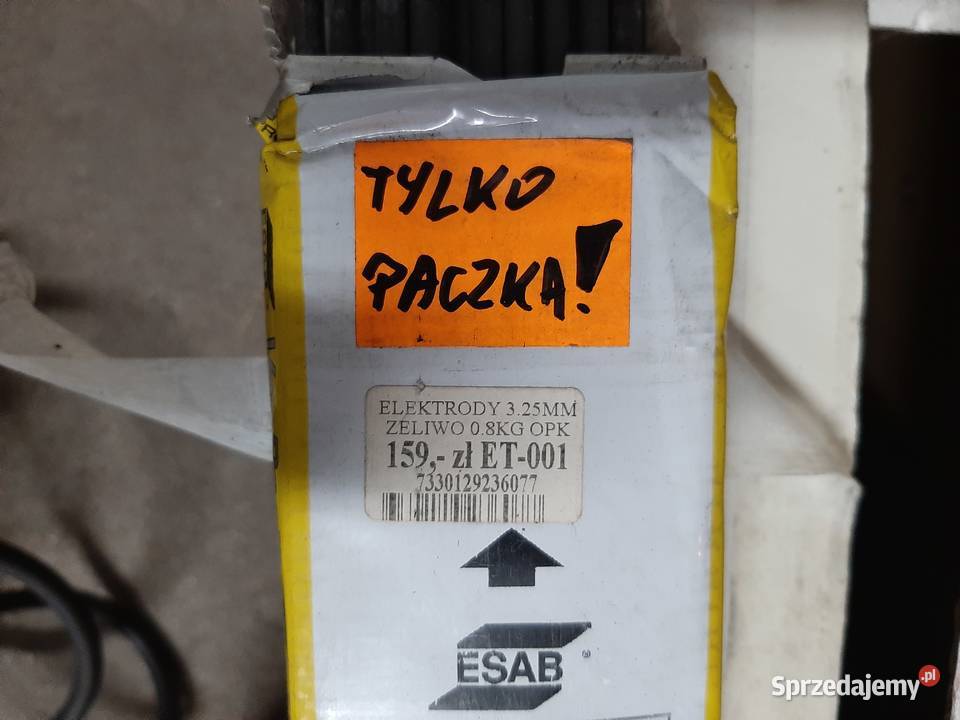 TYLKO
PACZKA!
ELEKTRODY 3.25MM
ZELIWO 0.8KG OPK
159,- zł ET-001
7330129236077
ESAB ®
Sprzedajemy.pl